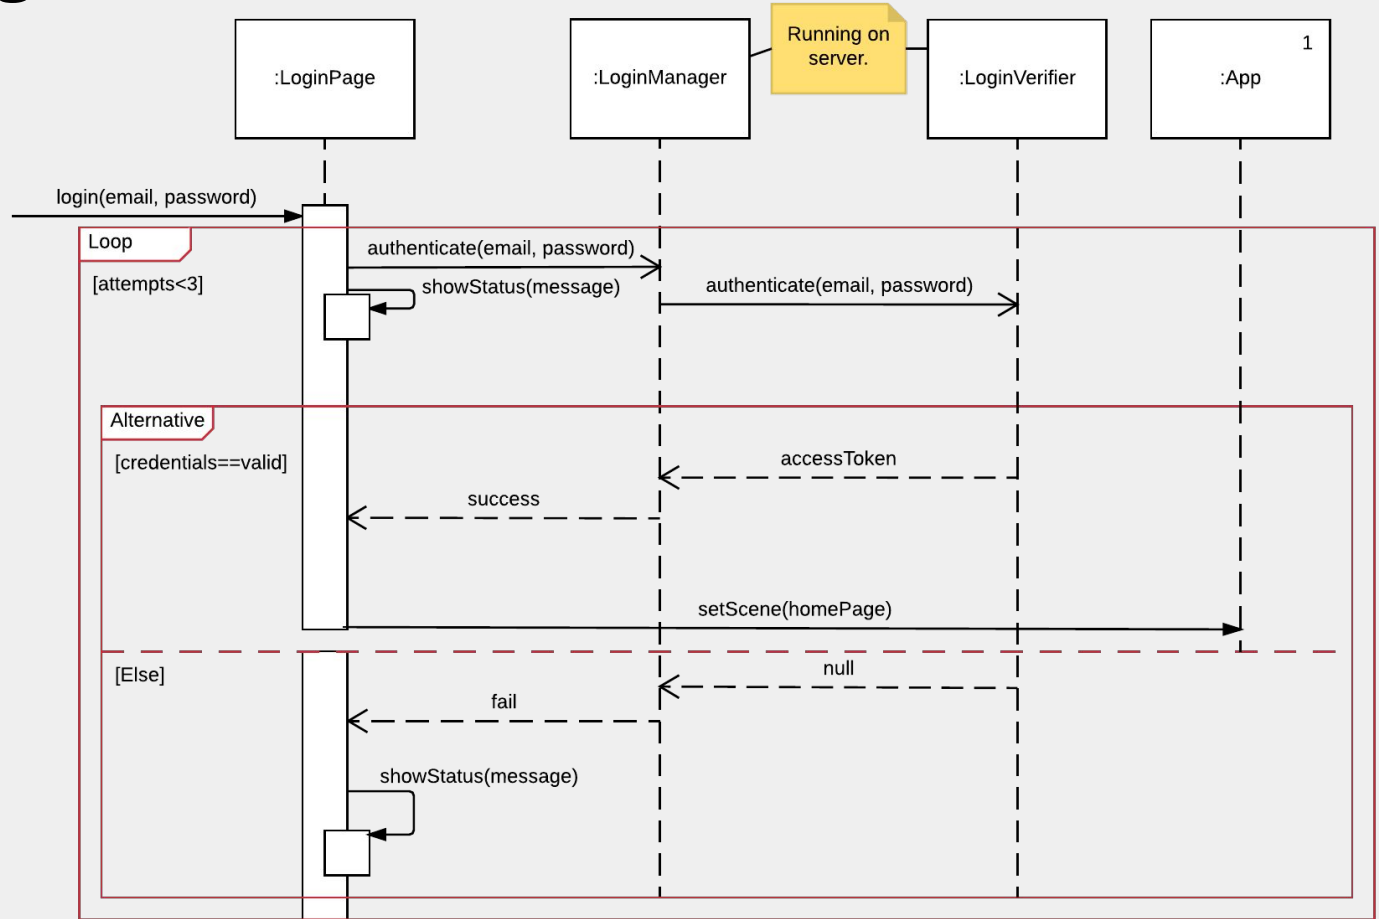 :LoginPage
:LoginManager
Running on
server.
:LoginVerifier
1
:App
login(email, password)
Loop
[attempts<3]
authenticate(email, password)
showStatus(message)
authenticate(email, password)
Alternative
[credentials==valid]
accessToken
success
setScene(homePage)
[Else]
null
fail
showStatus(message)